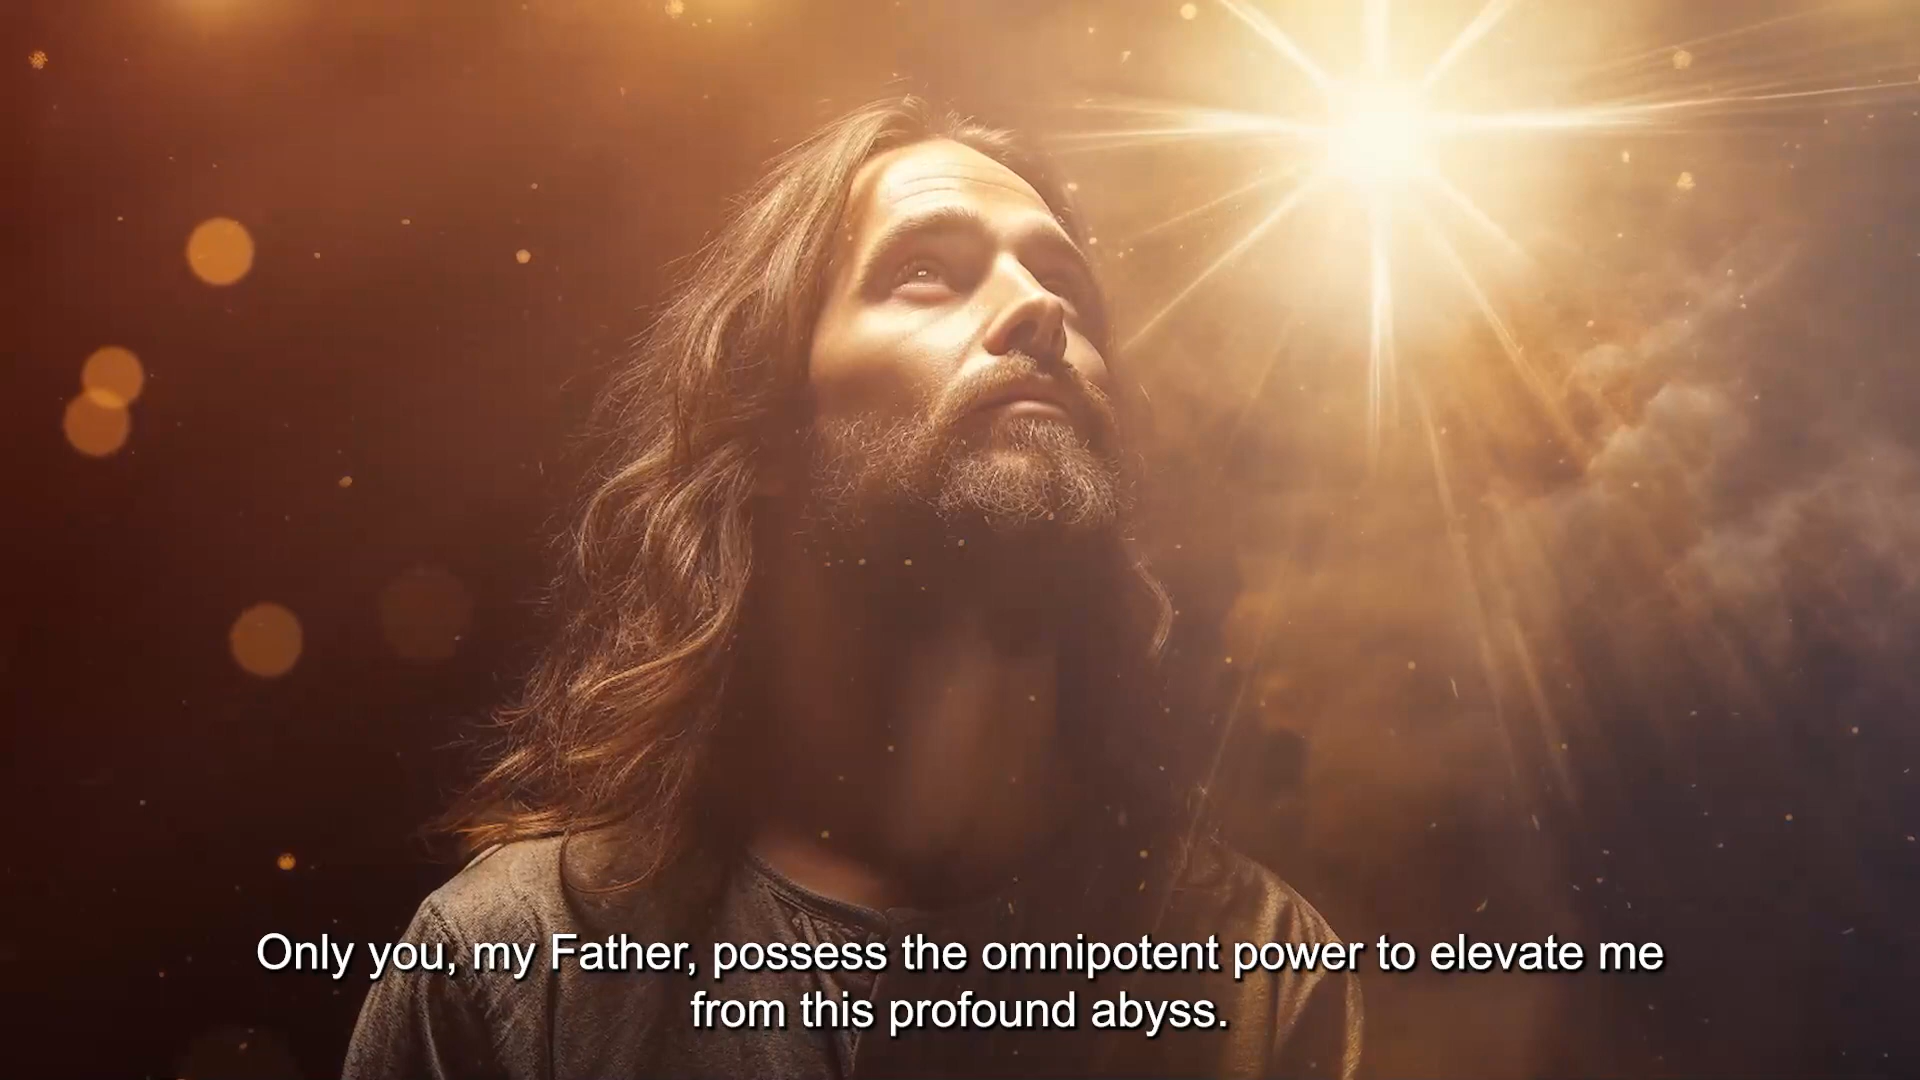 Only you, my Father, possess the omnipotent power to elevate me
from this profound abyss.